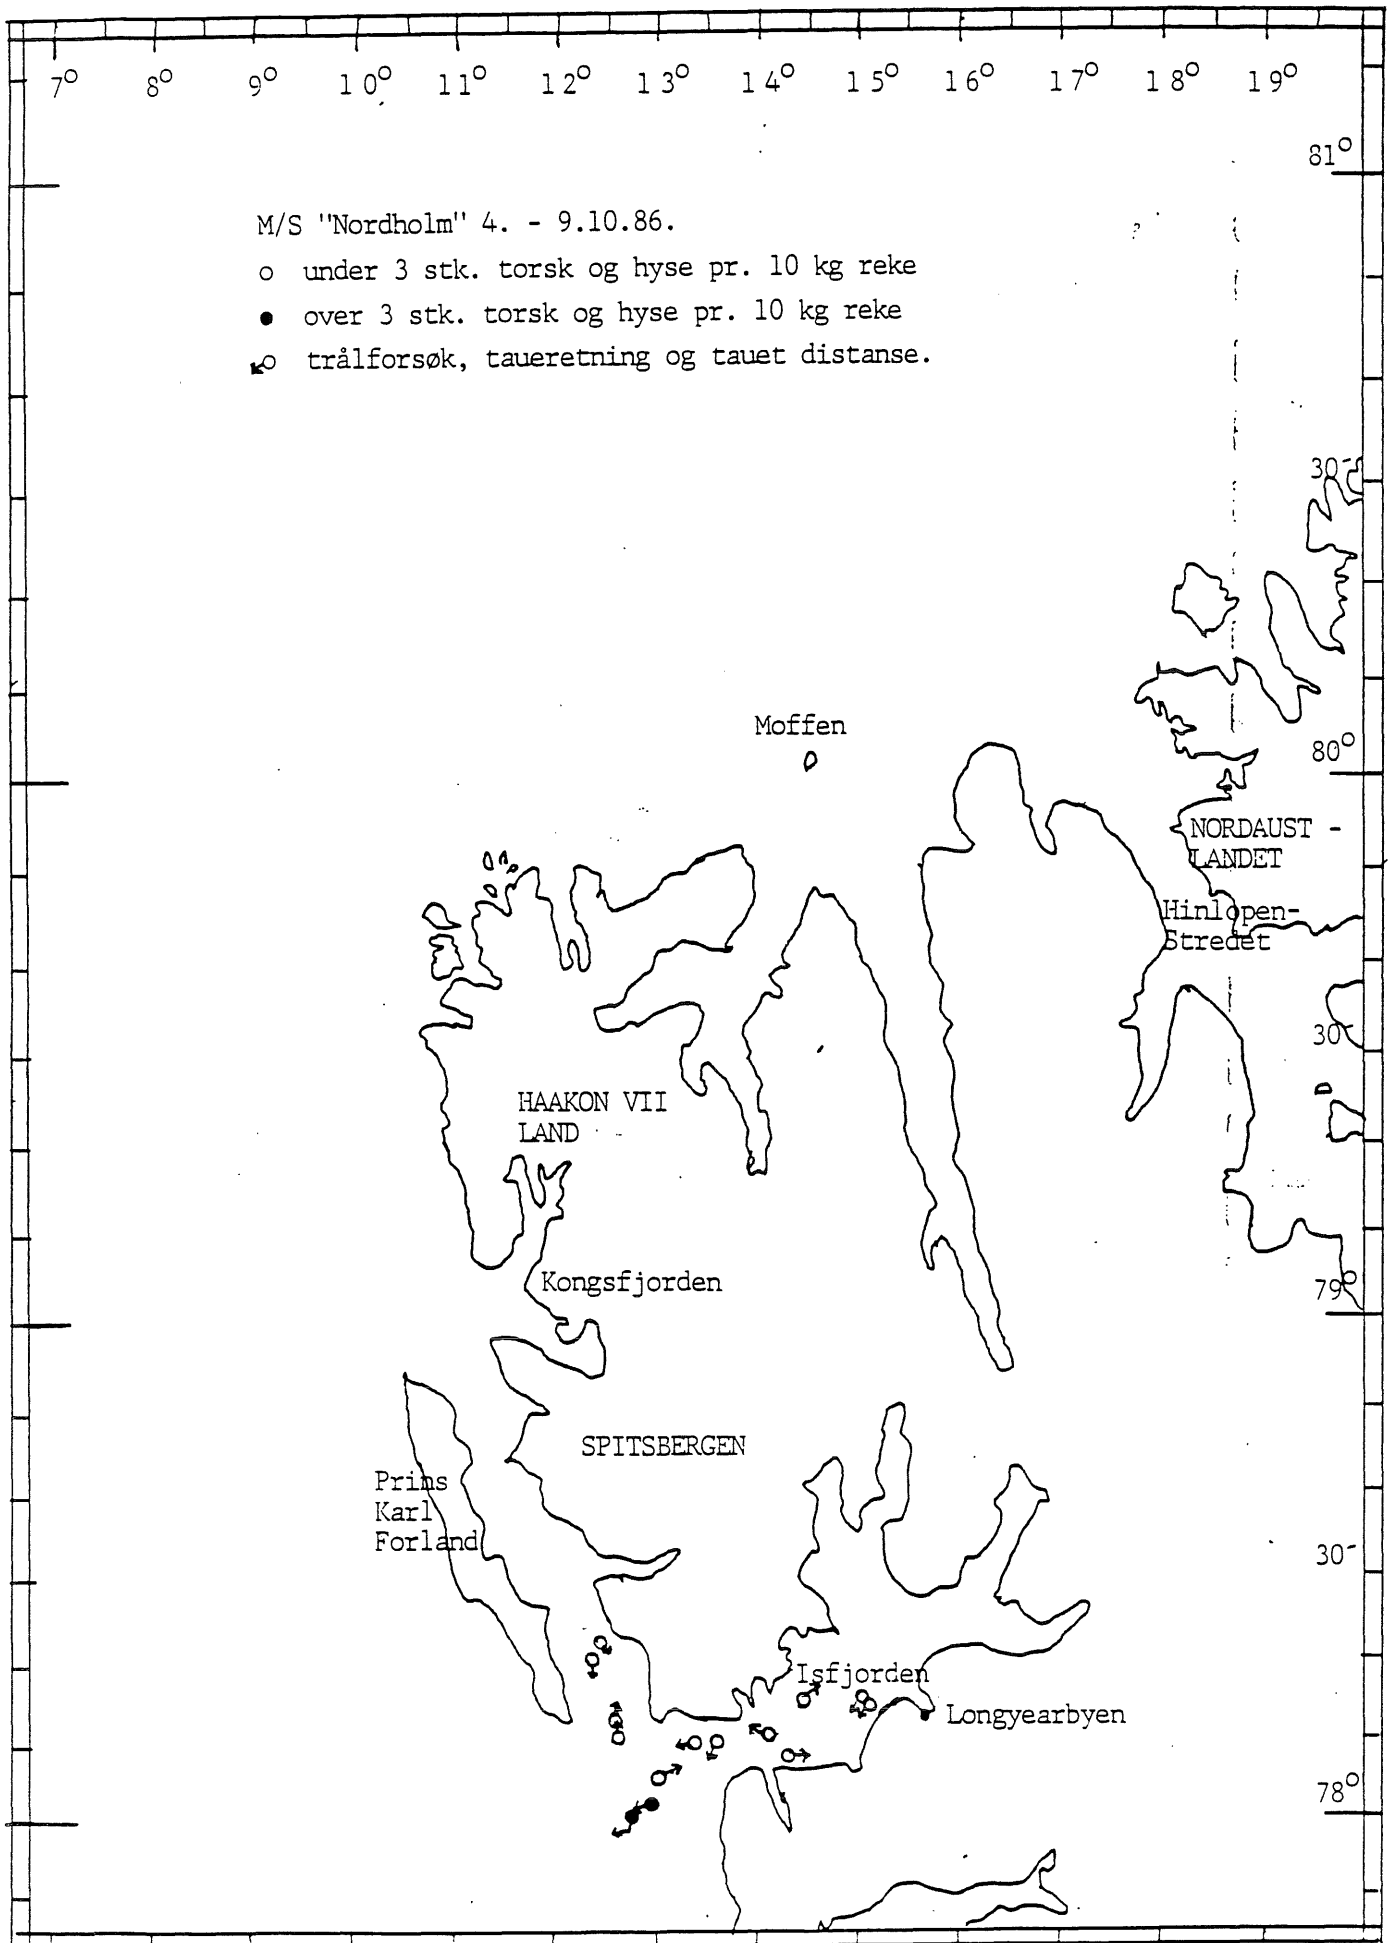 7° 8° 9° 10° 11° 12° 13° 14° 15° 16° 17° 18° 19°
81°
M/S "Nordholm" 4. - 9.10.86.
o under 3 stk. torsk og hyse pr. 10 kg reke
● over 3 stk. torsk og hyse pr. 10 kg reke
trålforsøk, taueretning og tauet distanse.
30-
Moffen
80°
NORDAUST -
LANDET
Hinlopen-
Stredet
30-
HAAKON VII
LAND
Kongsfjorden
79°
SPITSBERGEN
Prins
Karl
Forland
30-
Isfjorden
Longyearbyen
78°